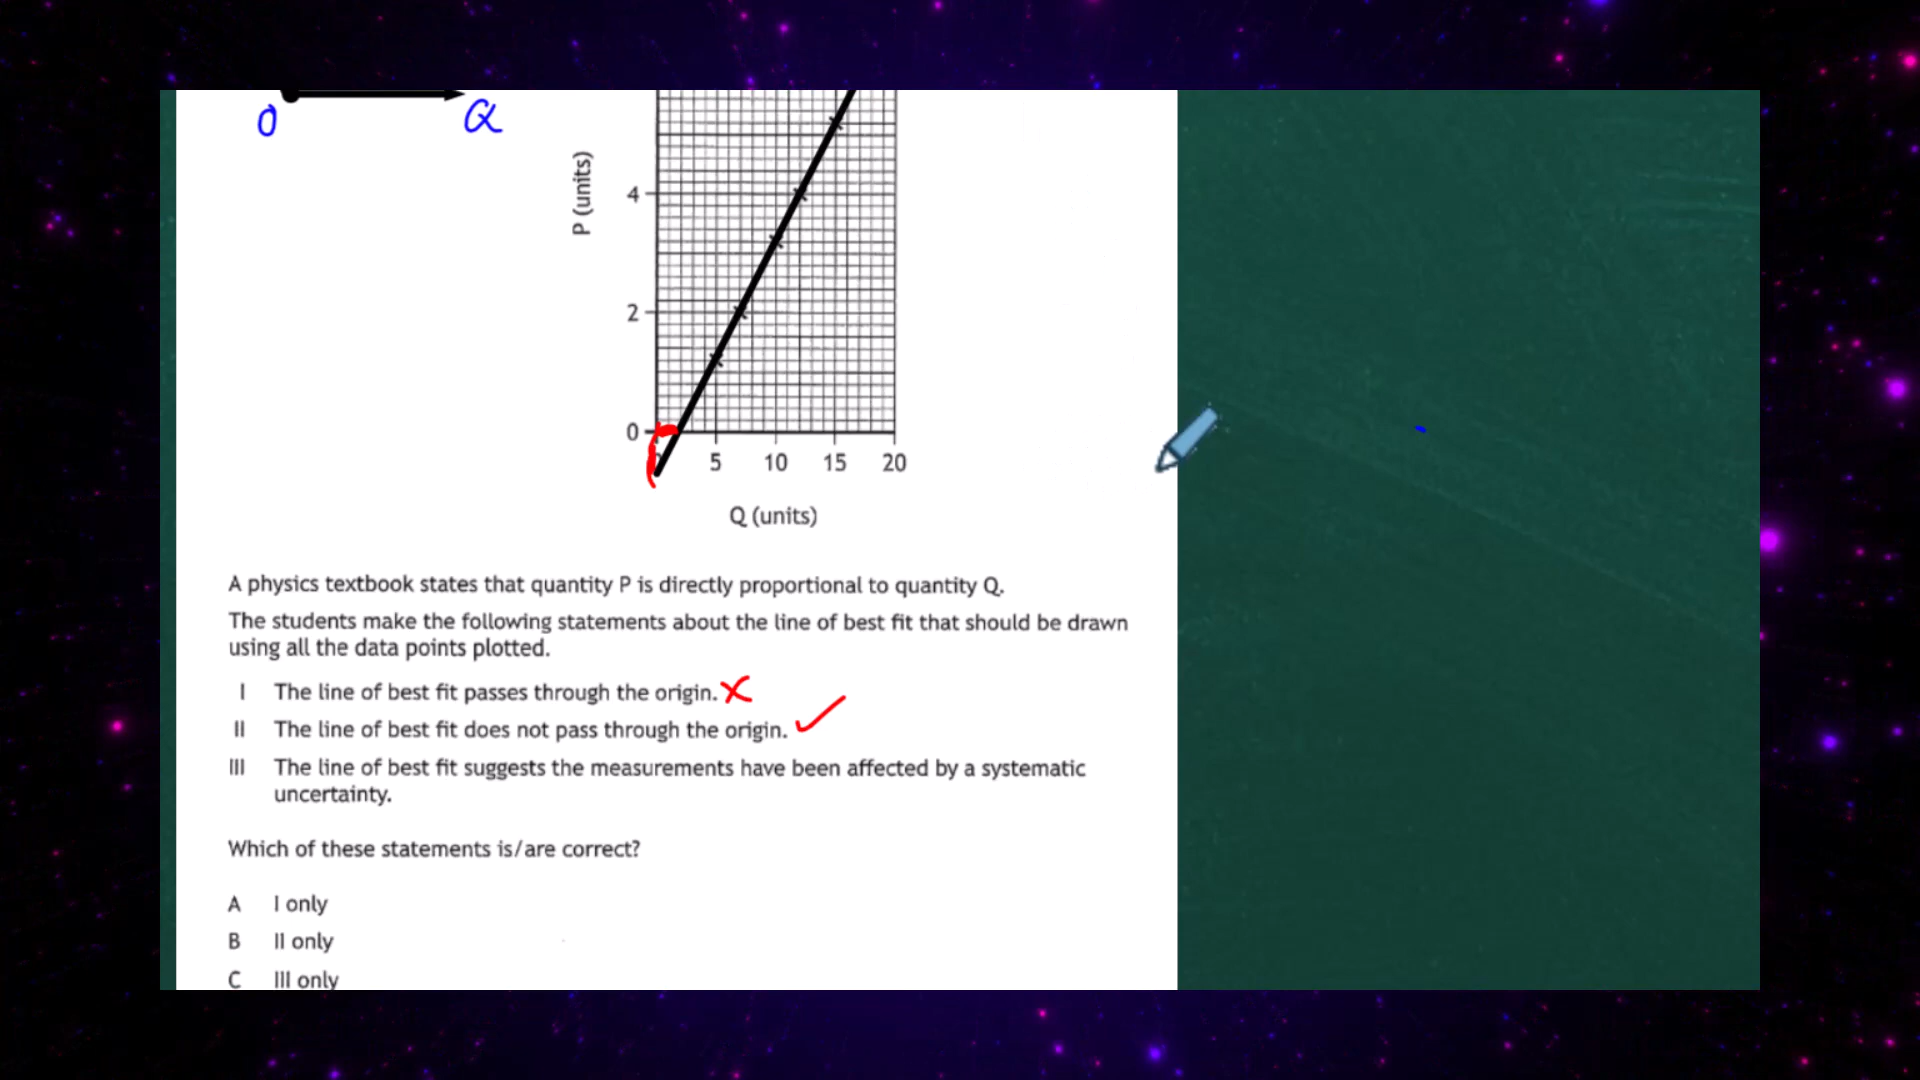 O Q
P (units)
4
2
0
5 10 15 20
Q (units)
A physics textbook states that quantity P is directly proportional to quantity Q.
The students make the following statements about the line of best fit that should be drawn
using all the data points plotted.
I The line of best fit passes through the origin.
II The line of best fit does not pass through the origin.
III The line of best fit suggests the measurements have been affected by a systematic
uncertainty.
Which of these statements is/are correct?
A I only
B II only
C III only